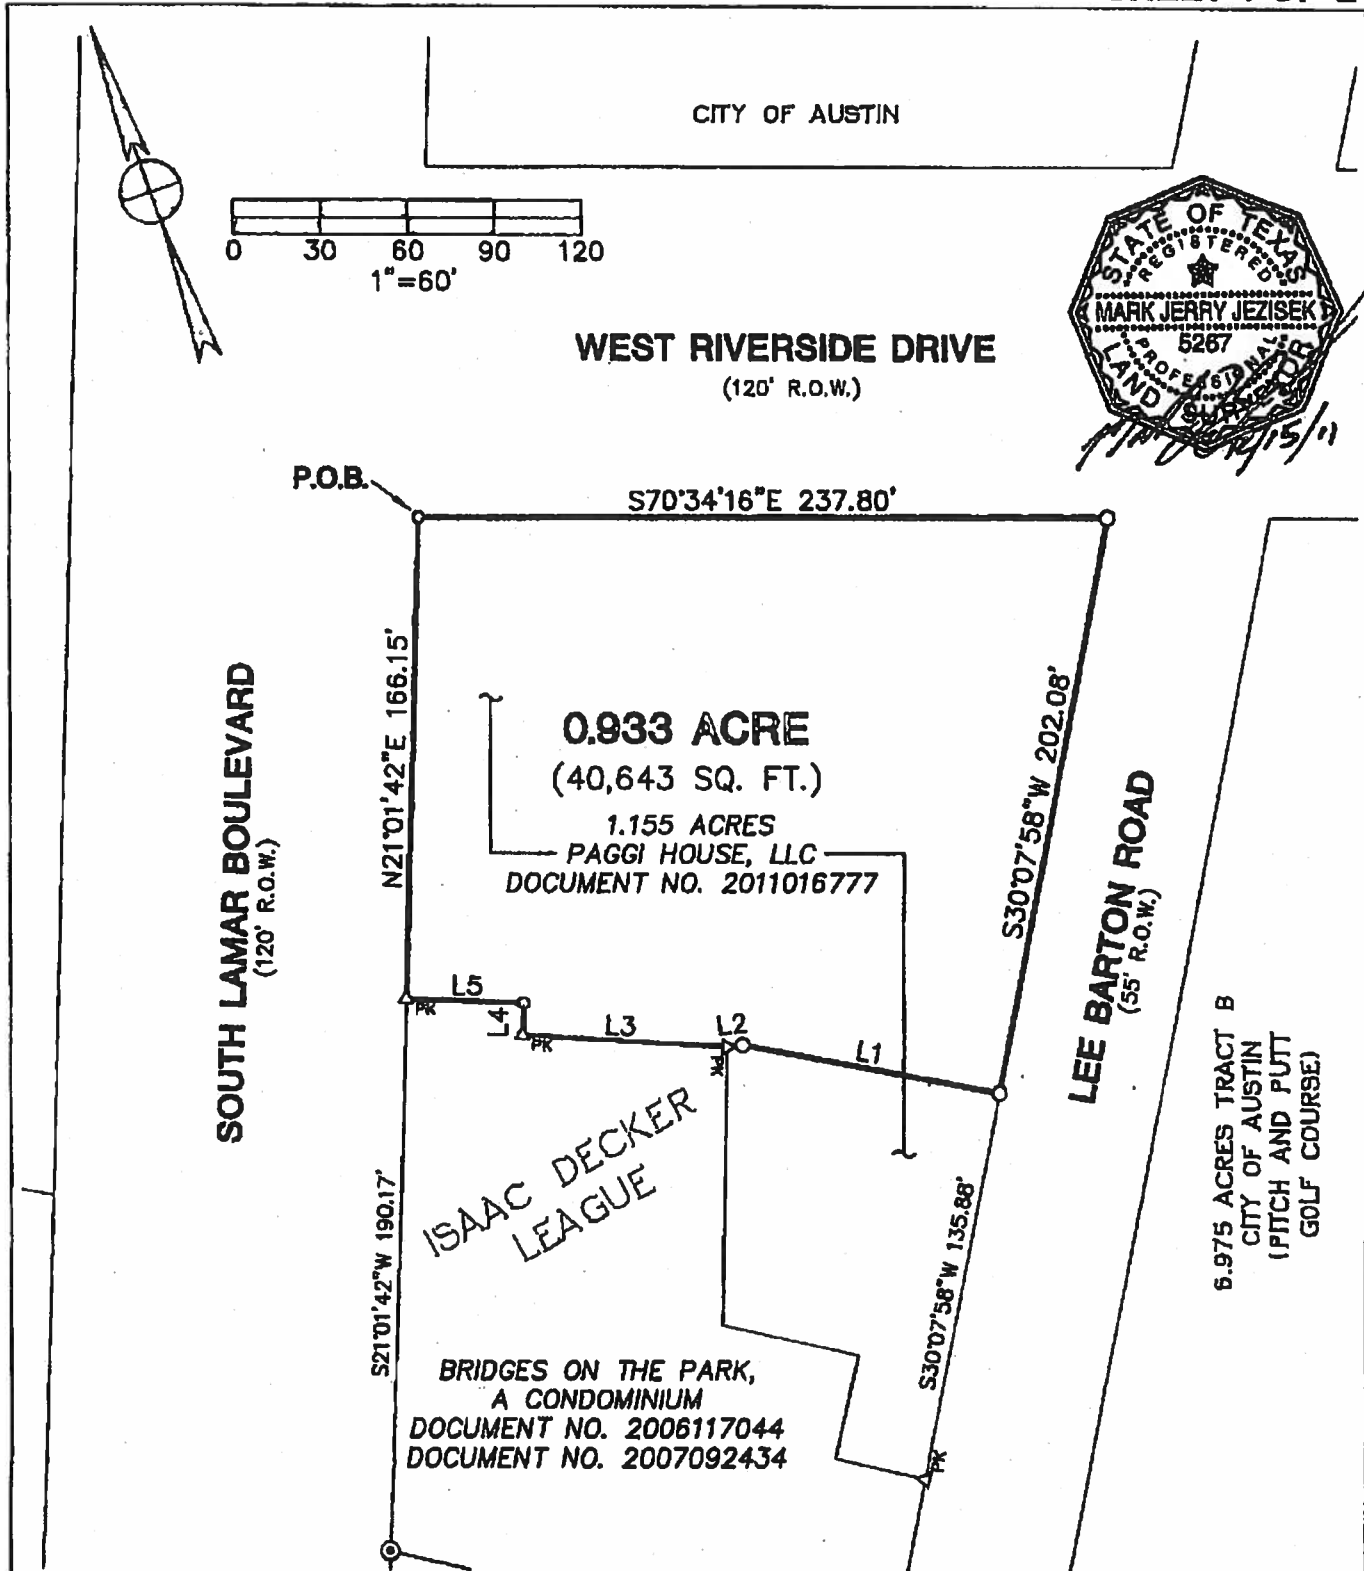 CITY OF AUSTIN
0 30 60 90 120
1"=60'
WEST RIVERSIDE DRIVE
(120' R.O.W.)
STATE OF TEXAS
REGISTERED
MARK JERRY JEZISEK
5267
PROFESSIONAL
LAND SURVEYOR
P.O.B.
S70°34'16"E 237.80'
N21°01'42"E 166.15'
S30°07'58"W 202.08'
SOUTH LAMAR BOULEVARD
(120' R.O.W.)
0.933 ACRE
(40,643 SQ. FT.)
1.155 ACRES
PAGGI HOUSE, LLC
DOCUMENT NO. 2011016777
LEE BARTON ROAD
(55' R.O.W.)
L5
PK
L4
PK
L3
L2
PK
L1
ISAAC DECKER
LEAGUE
6.975 ACRES TRACT B
CITY OF AUSTIN
(PITCH AND PUTT
GOLF COURSE)
S21°01'42"W 190.17'
S30°07'58"W 135.88'
BRIDGES ON THE PARK,
A CONDOMINIUM
DOCUMENT NO. 2006117044
DOCUMENT NO. 2007092434
PK